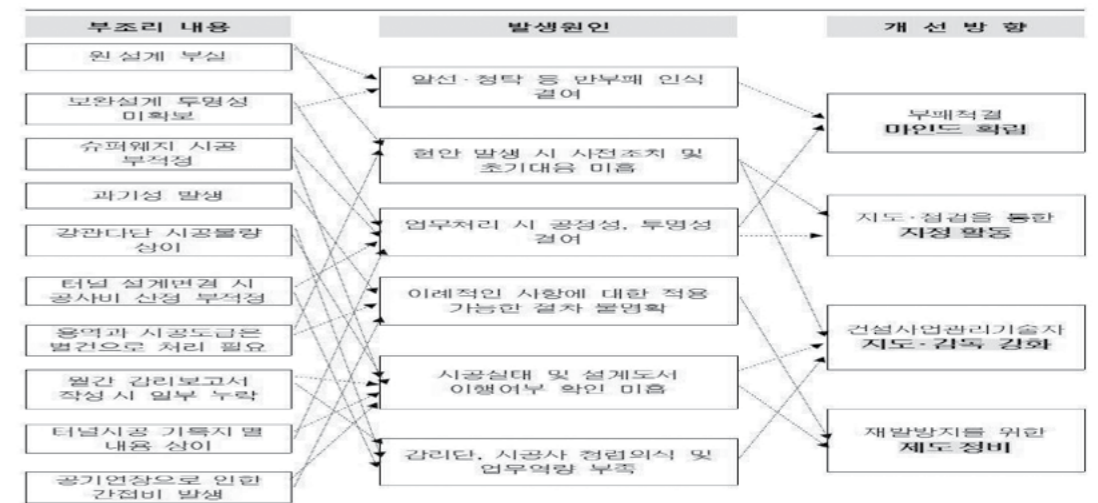 부조리 내용
원 설계 부실
보완설계 투명성
미확보
슈퍼웨지 시공
부적정
과기성 발생
강관다단 시공물량
상이
터널 설계변경 시
공사비 산정 부적정
용역과 시공도급은
별건으로 처리 필요
월간 감리보고서
작성 시 일부 누락
터널시공 기록지 별
내용 상이
공기연장으로 인한
간접비 발생
발생원인
알선·청탁 등 반부패 인식
결여
현안 발생 시 사전조치 및
초기대응 미흡
업무처리 시 공정성, 투명성
결여
이례적인 사항에 대한 적용
가능한 절차 불명확
시공실태 및 설계도서
이행여부 확인 미흡
감리단, 시공사 청렴의식 및
업무역량 부족
개 선 방 향
부패척결
마인드 확립
지도·점검을 통한
자정 활동
건설사업관리기술자
지도·감독 강화
재발방지를 위한
제도정비